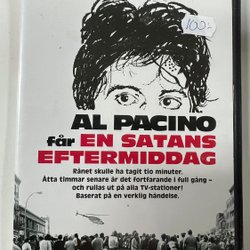 100:-
AL PACINO
får EN SATANS
EFTERMIDDAG
Rånet skulle ha tagit tio minuter.
Åtta timmar senare är det fortfarande i full gång –
och rullas ut på alla TV-stationer!
Baserat på en verklig händelse.